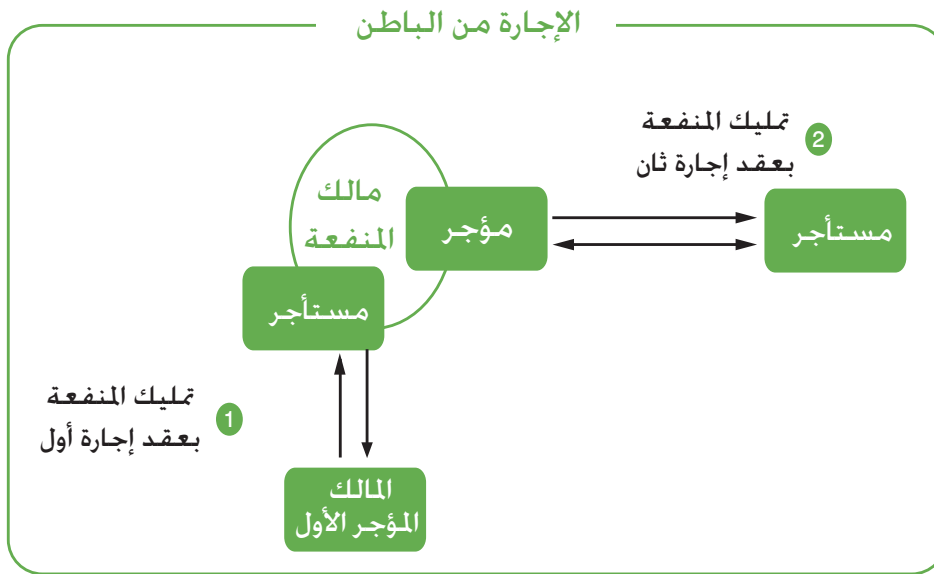 الإجارة من الباطن
تمليك المنفعة
بعقد إجارة ثان
2
مالك
المنفعة
مؤجر
مستأجر
مستأجر
تمليك المنفعة
بعقد إجارة أول
1
المالك
المؤجر الأول